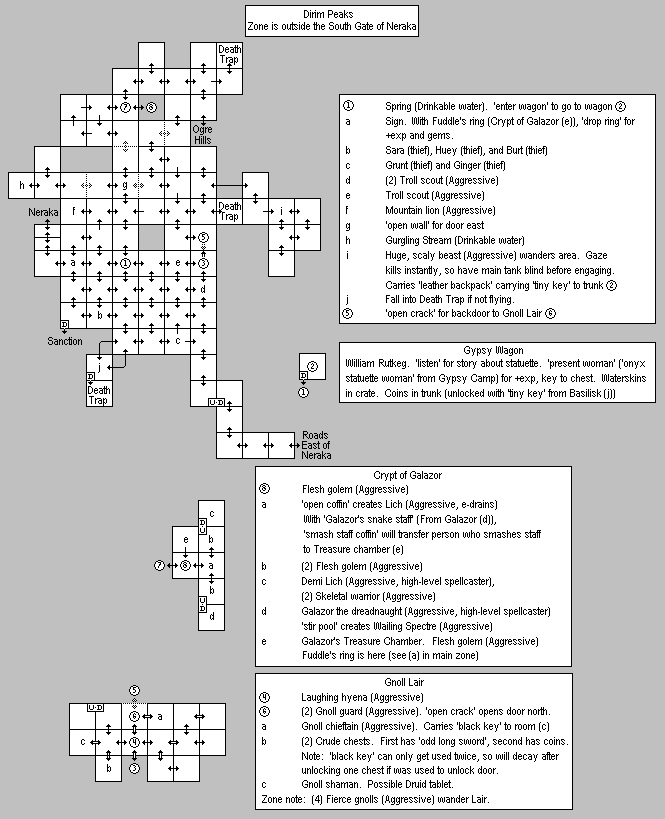 Dirim Peaks
Zone is outside the South Gate of Neraka
Death
Trap
7
8
Ogre
Hills
h
g
Neraka
f
Death
Trap
i
5
a
1
e
3
d
b
D
Sanction
c
j
D
Death
Trap
U-D
Roads
East of
Neraka
1 Spring (Drinkable water). 'enter wagon' to go to wagon 2
a Sign. With Fuddle's ring (Crypt of Galazor (e)), 'drop ring' for
+exp and gems.
b Sara (thief), Huey (thief), and Burt (thief)
c Grunt (thief) and Ginger (thief)
d (2) Troll scout (Aggressive)
e Troll scout (Aggressive)
f Mountain lion (Aggressive)
g 'open wall' for door east
h Gurgling Stream (Drinkable water)
i Huge, scaly beast (Aggressive) wanders area. Gaze
kills instantly, so have main tank blind before engaging.
Carries 'leather backpack' carrying 'tiny key' to trunk 2
j Fall into Death Trap if not flying.
5 'open crack' for backdoor to Gnoll Lair 6
2
D
1
Gypsy Wagon
William Rutkeg. 'listen' for story about statuette. 'present woman' ('onyx
statuette woman' from Gypsy Camp) for +exp, key to chest. Waterskins
in crate. Coins in trunk (unlocked with 'tiny key' from Basilisk (j))
c
D
U
e
b
7
8
a
b
U
D
d
Crypt of Galazor
8 Flesh golem (Aggressive)
a 'open coffin' creates Lich (Aggressive, e-drains)
With 'Galazor's snake staff' (From Galazor (d)),
'smash staff coffin' will transfer person who smashes staff
to Treasure chamber (e)
b (2) Flesh golem (Aggressive)
c Demi Lich (Aggressive, high-level spellcaster),
(2) Skeletal warrior (Aggressive)
d Galazor the dreadnaught (Aggressive, high-level spellcaster)
'stir pool' creates Wailing Spectre (Aggressive)
e Galazor's Treasure Chamber. Flesh golem (Aggressive)
Fuddle's ring is here (see (a) in main zone)
5
U-D
6
a
c
4
b
3
Gnoll Lair
4 Laughing hyena (Aggressive)
6 (2) Gnoll guard (Aggressive). 'open crack' opens door north.
a Gnoll chieftain (Aggressive). Carries 'black key' to room (c)
b (2) Crude chests. First has 'odd long sword', second has coins.
Note: 'black key' can only get used twice, so will decay after
unlocking one chest if was used to unlock door.
c Gnoll shaman. Possible Druid tablet.
Zone note: (4) Fierce gnolls (Aggressive) wander Lair.